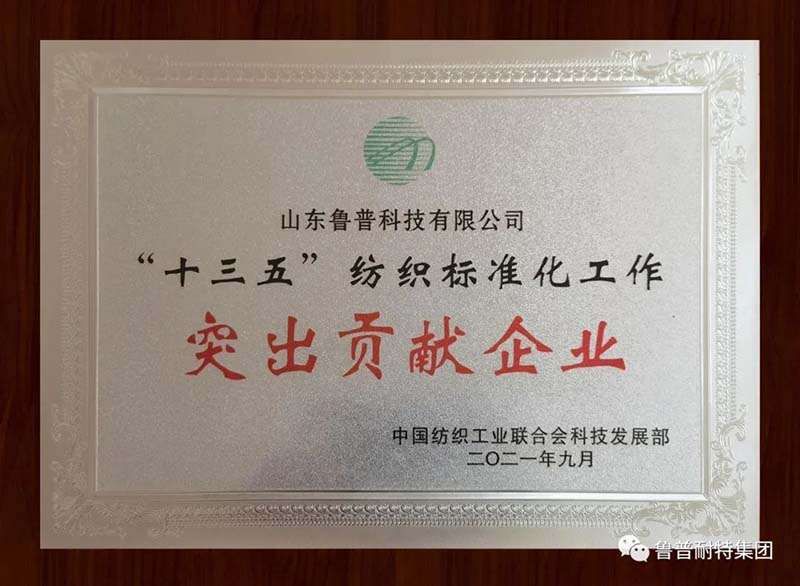 山东鲁普科技有限公司
“十三五”纺织标准化工作
突出贡献企业
中国纺织工业联合会科技发展部
二〇二一年九月
鲁普耐特集团